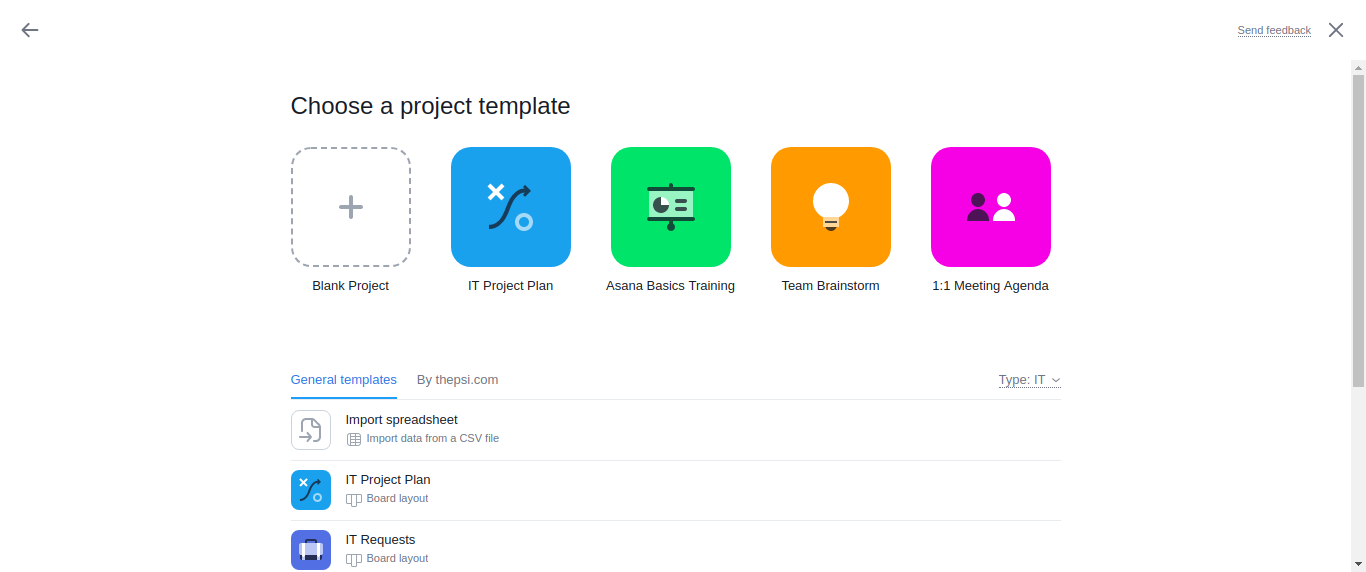 Send feedback
Choose a project template
Blank Project
IT Project Plan
Asana Basics Training
Team Brainstorm
1:1 Meeting Agenda
General templates
By thepsi.com
Type: IT
Import spreadsheet
Import data from a CSV file
IT Project Plan
Board layout
IT Requests
Board layout